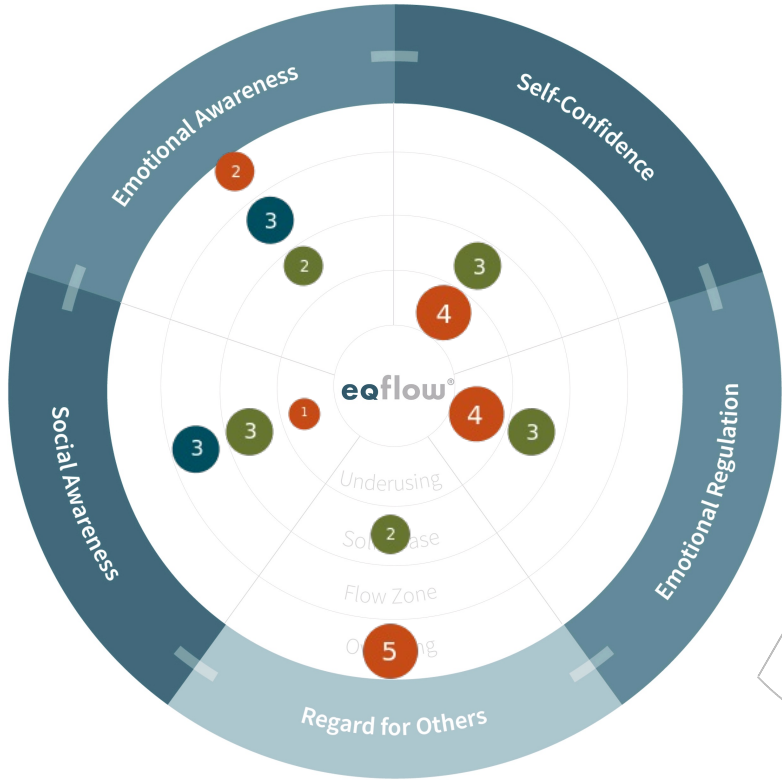 Emotional Awareness
Self-Confidence
2
3
2
3
4
eqflow®
Emotional Regulation
Social Awareness
1
4
3
3
3
Underusing
2
Flow Zone
5
Regard for Others